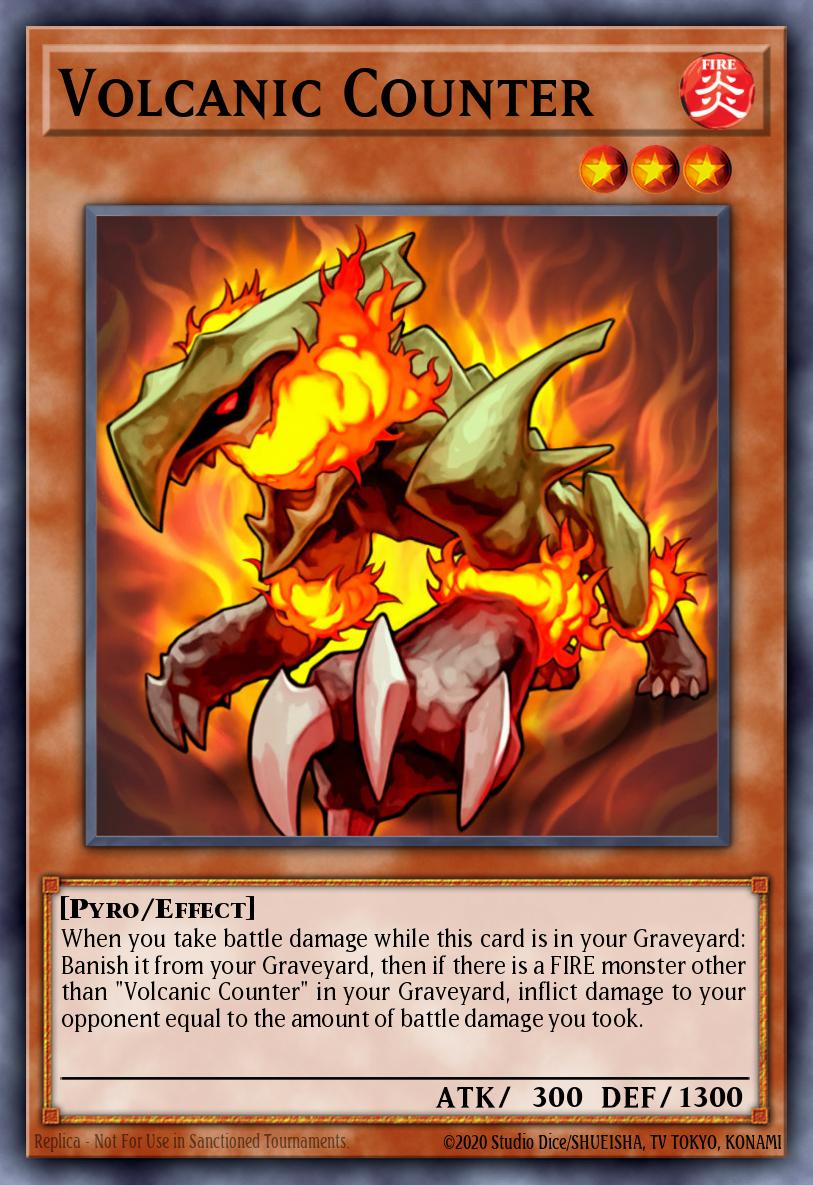 Volcanic Counter
FIRE
炎
[Pyro/Effect]
When you take battle damage while this card is in your Graveyard:
Banish it from your Graveyard, then if there is a FIRE monster other
than "Volcanic Counter" in your Graveyard, inflict damage to your
opponent equal to the amount of battle damage you took.
ATK/ 300 DEF/1300
Replica - Not For Use in Sanctioned Tournaments.
©2020 Studio Dice/SHUEISHA, TV TOKYO, KONAMI